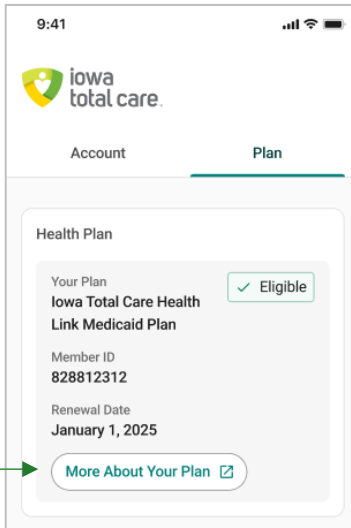 9:41
iowa
total care.
Account Plan
Health Plan
Your Plan
Eligible
Iowa Total Care Health
Link Medicaid Plan
Member ID
828812312
Renewal Date
January 1, 2025
More About Your Plan